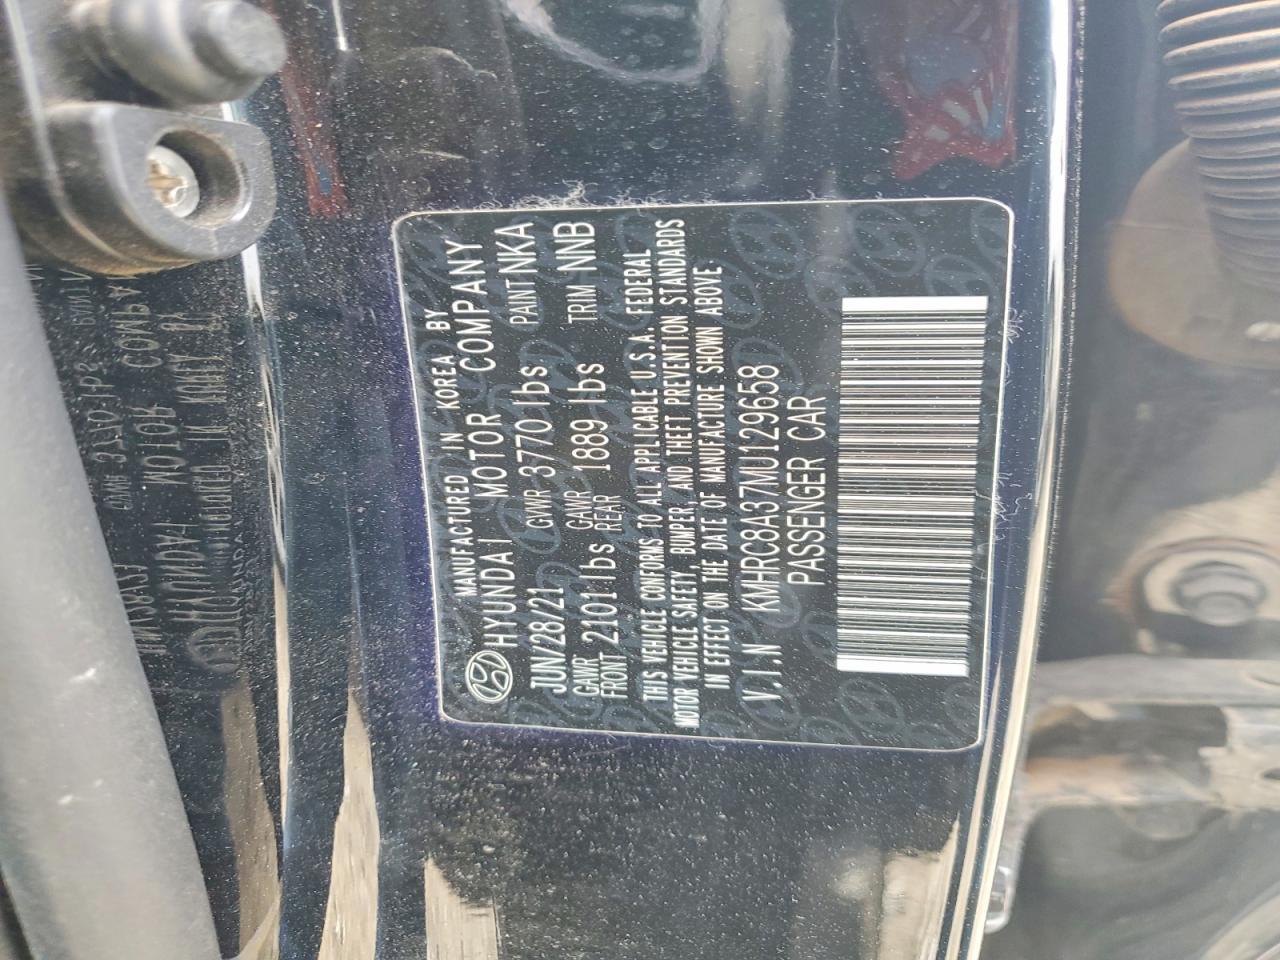 MANUFACTURED IN KOREA BY
HYUNDAI MOTOR COMPANY
JUN/28/21 GVWR 3770 lbs PAINT NKA
GAWR FRONT 2101 lbs GAWR REAR 1889 lbs TRIM NNB
THIS VEHICLE CONFORMS TO ALL APPLICABLE U.S.A. FEDERAL
MOTOR VEHICLE SAFETY, BUMPER, AND THEFT PREVENTION STANDARDS
IN EFFECT ON THE DATE OF MANUFACTURE SHOWN ABOVE
V.I.N KMHRC8A37MU129658
PASSENGER CAR